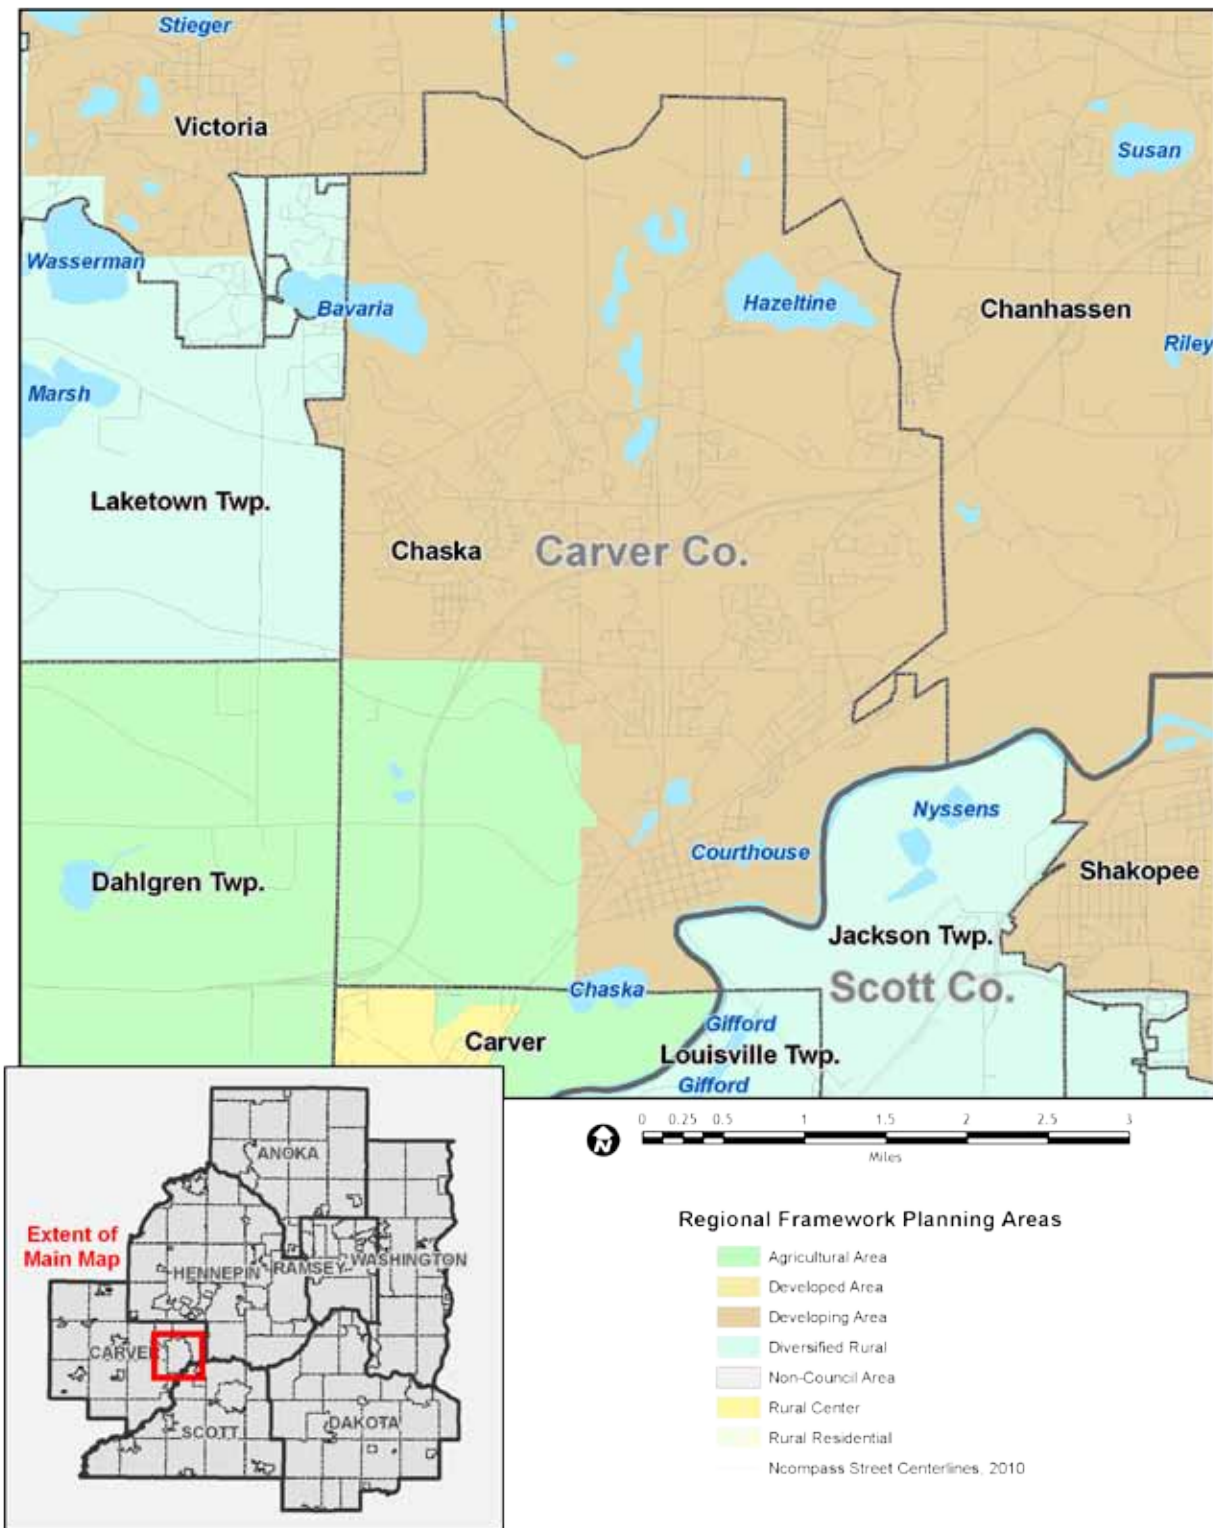 Stieger
Victoria
Susan
Wasserman
Bavaria
Hazeltine
Chanhassen
Riley
Marsh
Laketown Twp.
Chaska
Carver Co.
Nyssens
Courthouse
Dahlgren Twp.
Shakopee
Jackson Twp.
Chaska
Scott Co.
Gifford
Carver
Louisville Twp.
Gifford
0 0.25 0.5 1 1.5 2 2.5 3
N
Miles
ANOKA
Extent of
Main Map
WASHINGTON
RAMSEY
HENNEPIN
CARVER
SCOTT
DAKOTA
Regional Framework Planning Areas
Agricultural Area
Developed Area
Developing Area
Diversified Rural
Non-Council Area
Rural Center
Rural Residential
Ncompass Street Centerlines, 2010